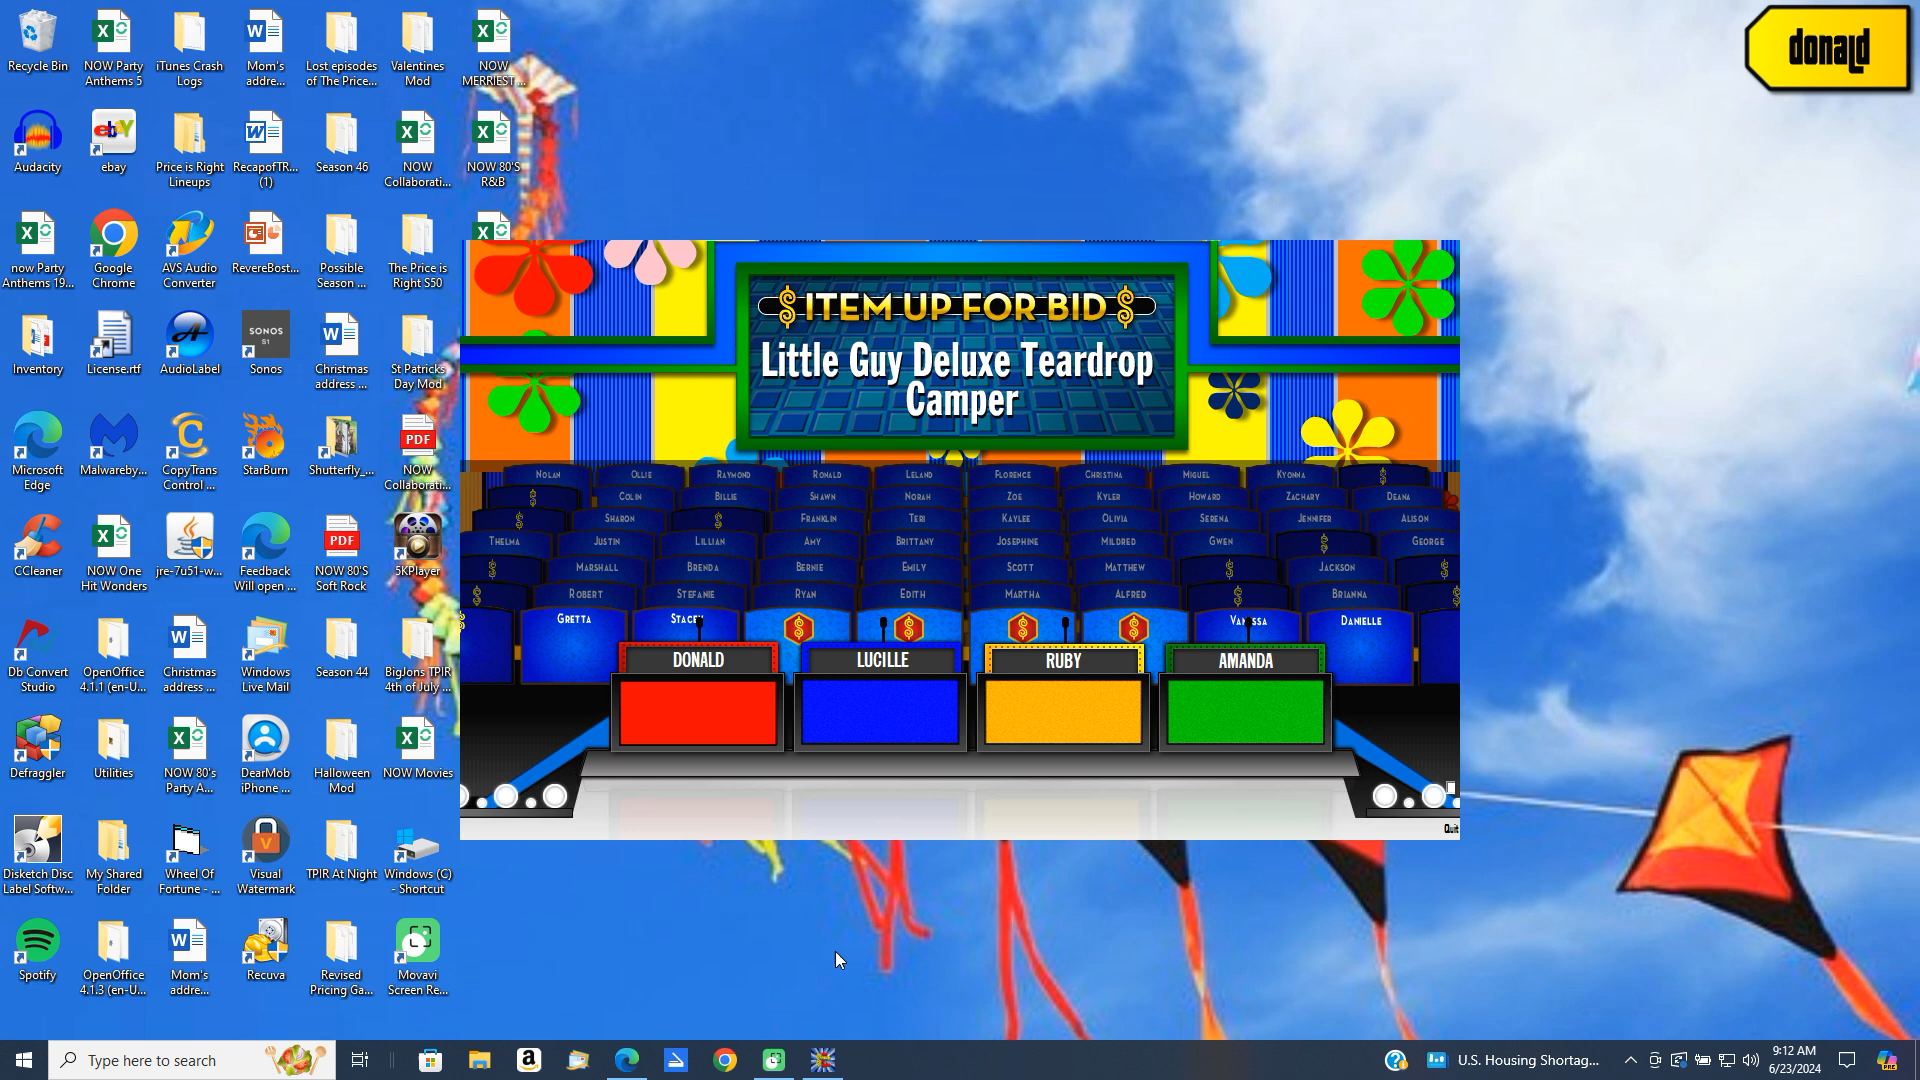 Recycle Bin
NOW Party
Anthems 5
iTunes Crash
Logs
Mom's
addre...
Lost episodes
of The Price...
Valentines
Mod
NOW
MERRIEST ...
donald
Audacity
ebay
Price is Right
Lineups
RecapofTR...
(1)
Season 46
NOW
Collaborati...
NOW 80'S
R&B
now Party
Anthems 19...
Google
Chrome
AVS Audio
Converter
RevereBost...
Possible
Season ...
The Price is
Right S50
Inventory
License.rtf
AudioLabel
SONOS
S1
Sonos
Christmas
address ...
St Patricks
Day Mod
Microsoft
Edge
Malwareby...
CopyTrans
Control ...
StarBurn
Shutterfly_...
PDF
NOW
Collaborati...
CCleaner
NOW One
Hit Wonders
jre-7u51-w...
Feedback
Will open ...
PDF
NOW 80'S
Soft Rock
5KPlayer
Db Convert
Studio
OpenOffice
4.1.1 (en-U...
Christmas
address ...
Windows
Live Mail
Season 44
BigJons TPIR
4th of July ...
Defraggler
Utilities
NOW 80's
Party A...
DearMob
iPhone ...
Halloween
Mod
NOW Movies
Disketch Disc
Label Softw...
My Shared
Folder
Wheel Of
Fortune - ...
Visual
Watermark
TPIR At Night
Windows (C)
- Shortcut
Spotify
OpenOffice
4.1.3 (en-U...
Mom's
addre...
Recuva
Revised
Pricing Ga...
Movavi
Screen Re...
$ ITEM UP FOR BID $
Little Guy Deluxe Teardrop
Camper
NOLAN OLLIE RAYMOND RONALD LELAND FLORENCE CHRISTINA MIGUEL KYONNA
COLIN BILLIE SHAWN NORAH ZOE KYLER HOWARD ZACHARY DEANA
SHARON FRANKLIN TERI KAYLEE OLIVIA SERENA JENNIFER ALISON
THELMA JUSTIN LILLIAN AMY BRITTANY JOSEPHINE MILDRED GWEN GEORGE
MARSHALL BRENDA BERNIE EMILY SCOTT MATTHEW JACKSON
ROBERT STEFANIE RYAN EDITH MARTHA ALFRED BRIANNA
GRETTA STACEY VANESSA DANIELLE
DONALD LUCILLE RUBY AMANDA
Quit
Type here to search
U.S. Housing Shortag...
9:12 AM
6/23/2024